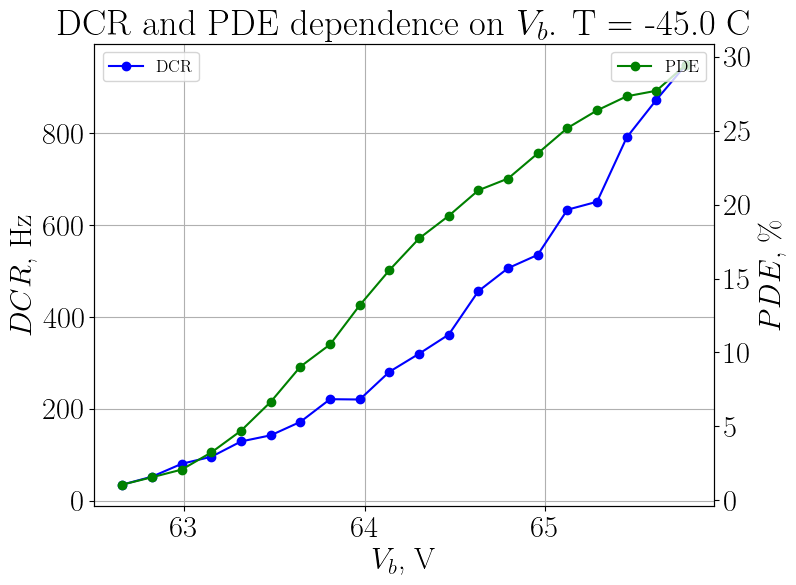 DCR and PDE dependence on V_b. T = -45.0 C
DCR
PDE
800
600
400
200
0
DCR, Hz
30
25
20
15
10
5
0
PDE, %
63
64
65
V_b, V